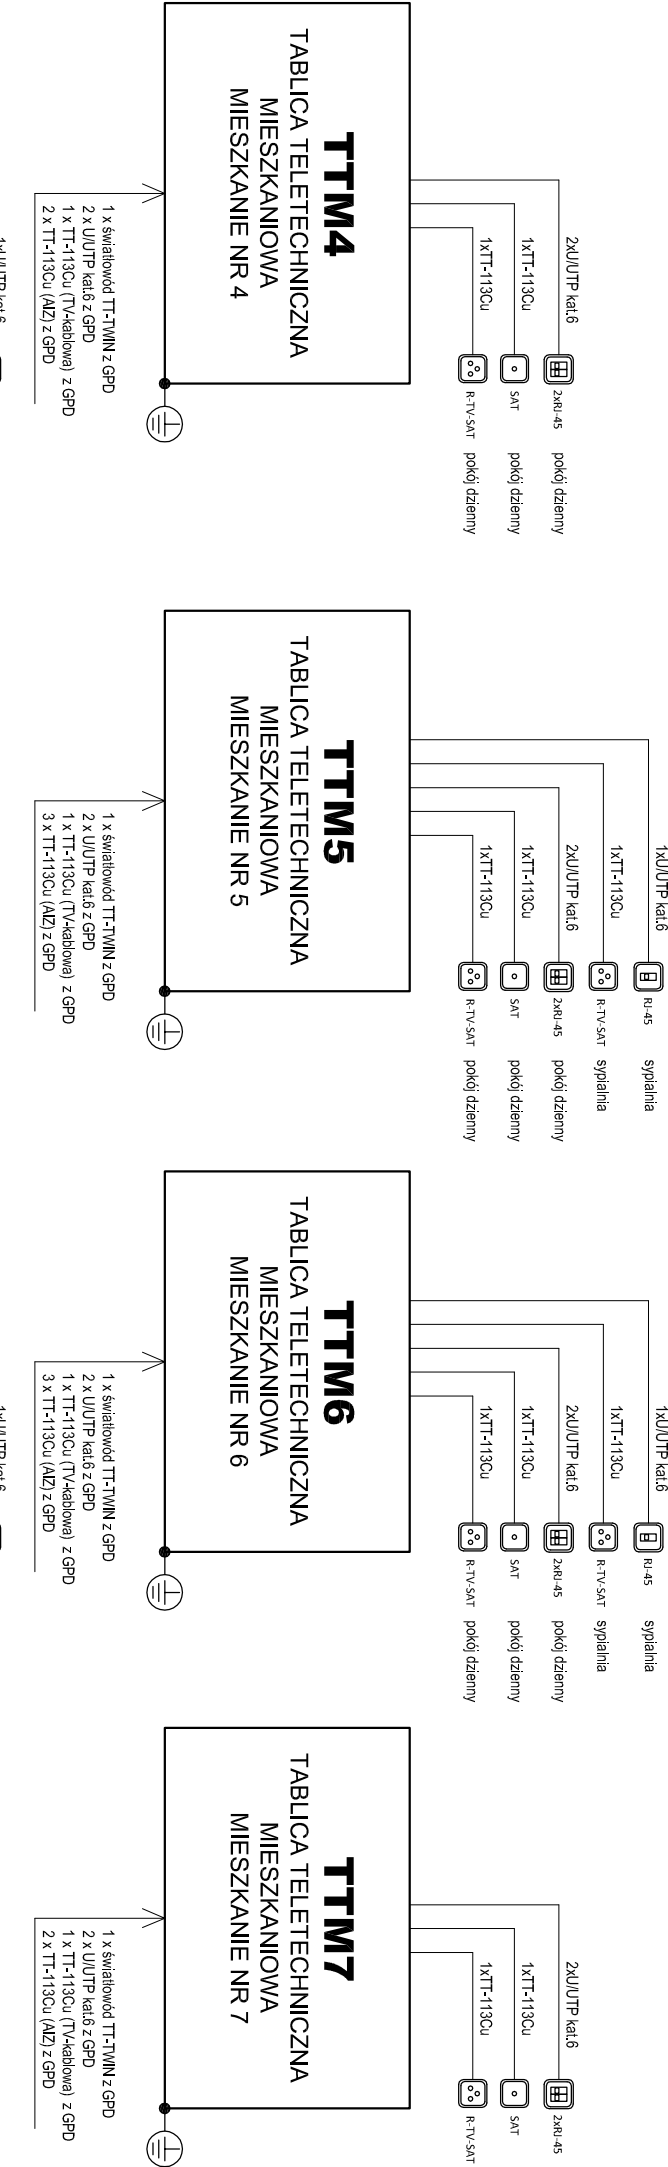 2xU/UTP kat.6
2xRJ-45
pokój dzienny
1xTT-113Cu
SAT
pokój dzienny
1xTT-113Cu
R-TV-SAT
pokój dzienny
TTM4
TABLICA TELETECHNICZNA
MIESZKANIOWA
MIESZKANIE NR 4
1 x światłowód TT-TWIN z GPD
2 x U/UTP kat.6 z GPD
1 x TT-113Cu (TV-kablowa) z GPD
2 x TT-113Cu (AIZ) z GPD
1xU/UTP kat.6
1xU/UTP kat.6
RJ-45
sypialnia
1xTT-113Cu
R-TV-SAT
sypialnia
2xU/UTP kat.6
2xRJ-45
pokój dzienny
1xTT-113Cu
SAT
pokój dzienny
1xTT-113Cu
R-TV-SAT
pokój dzienny
TTM5
TABLICA TELETECHNICZNA
MIESZKANIOWA
MIESZKANIE NR 5
1 x światłowód TT-TWIN z GPD
2 x U/UTP kat.6 z GPD
1 x TT-113Cu (TV-kablowa) z GPD
3 x TT-113Cu (AIZ) z GPD
1xU/UTP kat.6
RJ-45
sypialnia
1xTT-113Cu
R-TV-SAT
sypialnia
2xU/UTP kat.6
2xRJ-45
pokój dzienny
1xTT-113Cu
SAT
pokój dzienny
1xTT-113Cu
R-TV-SAT
pokój dzienny
TTM6
TABLICA TELETECHNICZNA
MIESZKANIOWA
MIESZKANIE NR 6
1 x światłowód TT-TWIN z GPD
2 x U/UTP kat.6 z GPD
1 x TT-113Cu (TV-kablowa) z GPD
3 x TT-113Cu (AIZ) z GPD
1xU/UTP kat.6
2xU/UTP kat.6
2xRJ-45
1xTT-113Cu
SAT
1xTT-113Cu
R-TV-SAT
TTM7
TABLICA TELETECHNICZNA
MIESZKANIOWA
MIESZKANIE NR 7
1 x światłowód TT-TWIN z GPD
2 x U/UTP kat.6 z GPD
1 x TT-113Cu (TV-kablowa) z GPD
2 x TT-113Cu (AIZ) z GPD